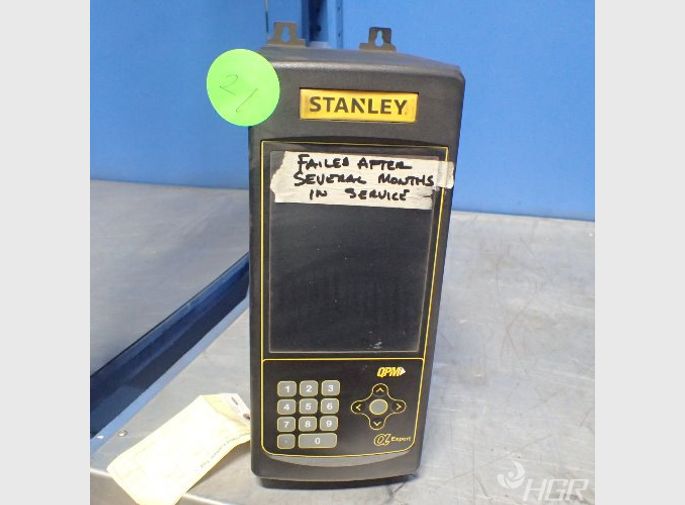 21
STANLEY
FAILED AFTER
SEVERAL MONTHS
IN SERVICE
QPM
1 2 3
4 5 6
7 8 9
. 0
α Expert
HGR